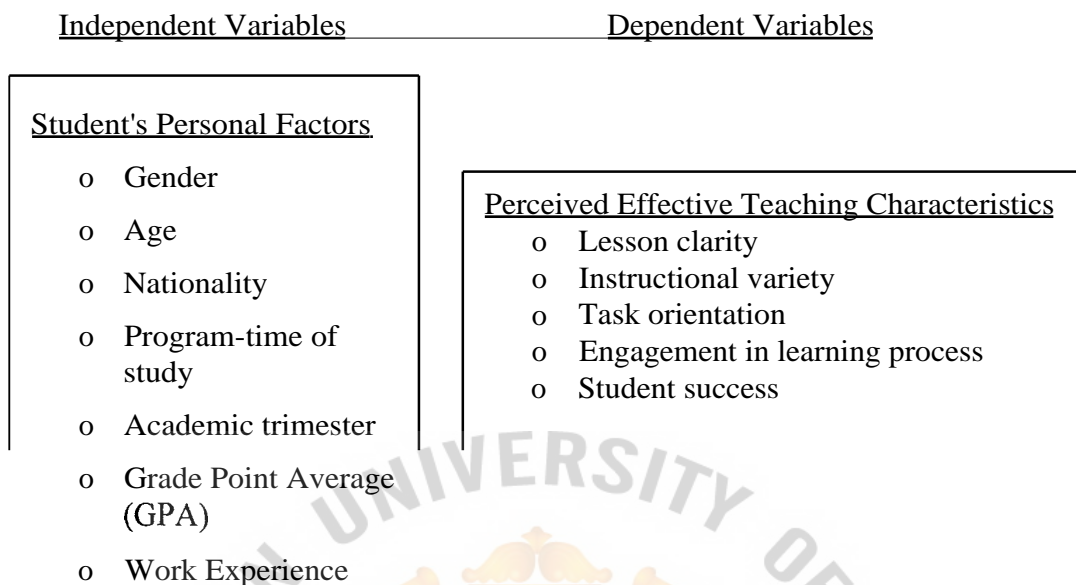 Independent Variables Dependent Variables
Student's Personal Factors
o Gender
o Age
o Nationality
o Program-time of
study
o Academic trimester
o Grade Point Average
(GPA)
o Work Experience
Perceived Effective Teaching Characteristics
o Lesson clarity
o Instructional variety
o Task orientation
o Engagement in learning process
o Student success
UNIVERSITY